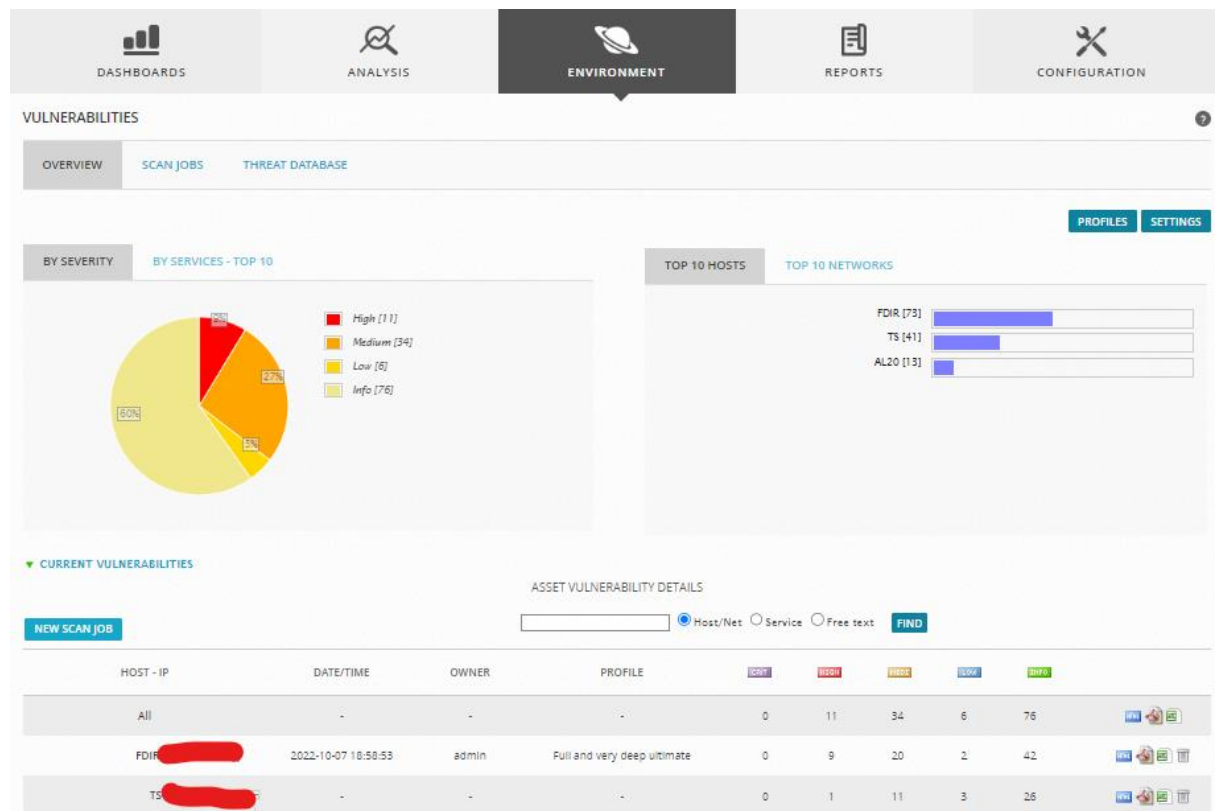 DASHBOARDS ANALYSIS ENVIRONMENT REPORTS CONFIGURATION
VULNERABILITIES
OVERVIEW SCAN JOBS THREAT DATABASE
PROFILES SETTINGS
BY SEVERITY BY SERVICES - TOP 10
TOP 10 HOSTS TOP 10 NETWORKS
High [11]
Medium [34]
Low [6]
Info [76]
27%
60%
5%
FDIR [73]
TS [41]
AL20 [13]
CURRENT VULNERABILITIES
ASSET VULNERABILITY DETAILS
NEW SCAN JOB Host/Net Service Free text FIND
HOST - IP DATE/TIME OWNER PROFILE HIGH LOW INFO
All - - - 0 11 34 6 76
FDIR 2022-10-07 18:58:53 admin Full and very deep ultimate 0 9 20 2 42
TS - - - 0 1 11 3 26